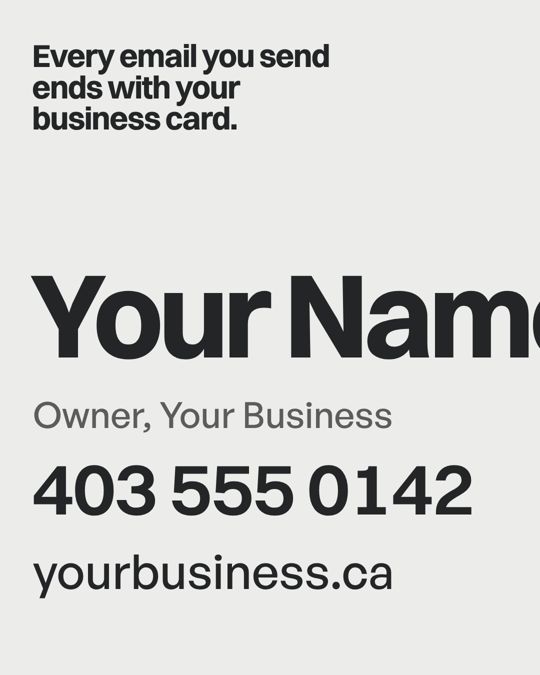 Every email you send
ends with your
business card.
Your Name
Owner, Your Business
403 555 0142
yourbusiness.ca